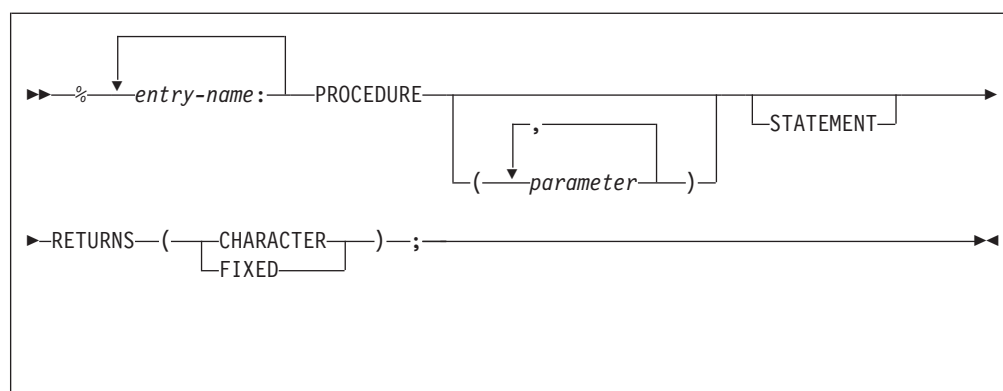 % entry-name: PROCEDURE
STATEMENT
,
( parameter )
RETURNS ( CHARACTER ) ;
FIXED